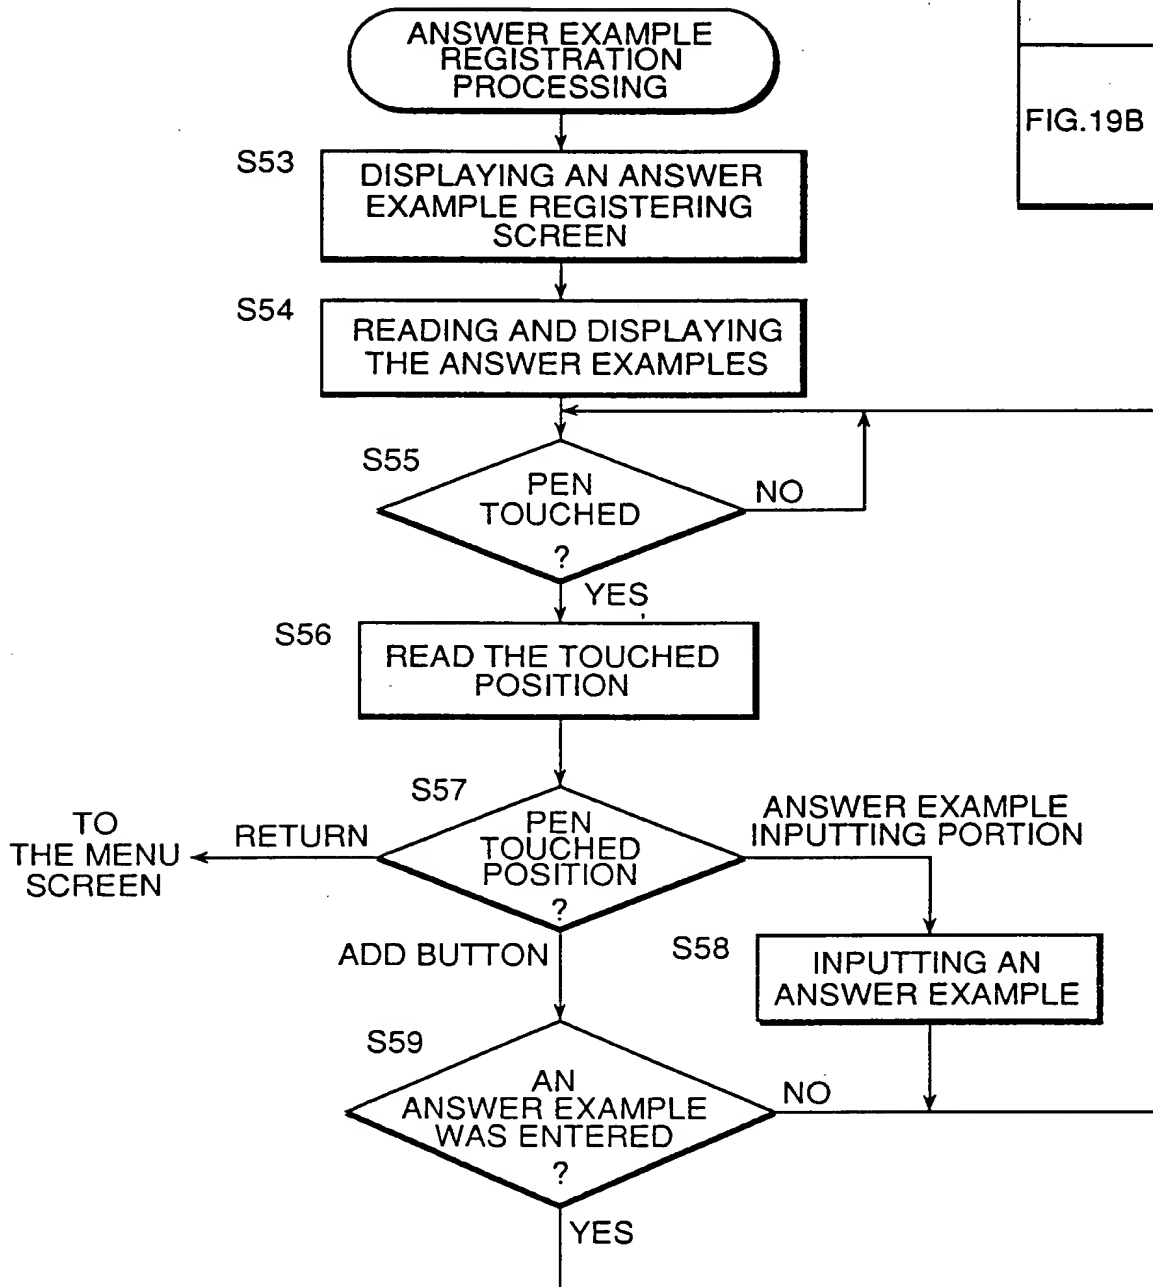 ANSWER EXAMPLE
REGISTRATION
PROCESSING
FIG.19B
S53
DISPLAYING AN ANSWER
EXAMPLE REGISTERING
SCREEN
S54
READING AND DISPLAYING
THE ANSWER EXAMPLES
S55
PEN
TOUCHED
?
NO
YES
S56
READ THE TOUCHED
POSITION
S57
PEN
TOUCHED
POSITION
?
RETURN
TO
THE MENU
SCREEN
ANSWER EXAMPLE
INPUTTING PORTION
ADD BUTTON
S58
INPUTTING AN
ANSWER EXAMPLE
S59
AN
ANSWER EXAMPLE
WAS ENTERED
?
NO
YES